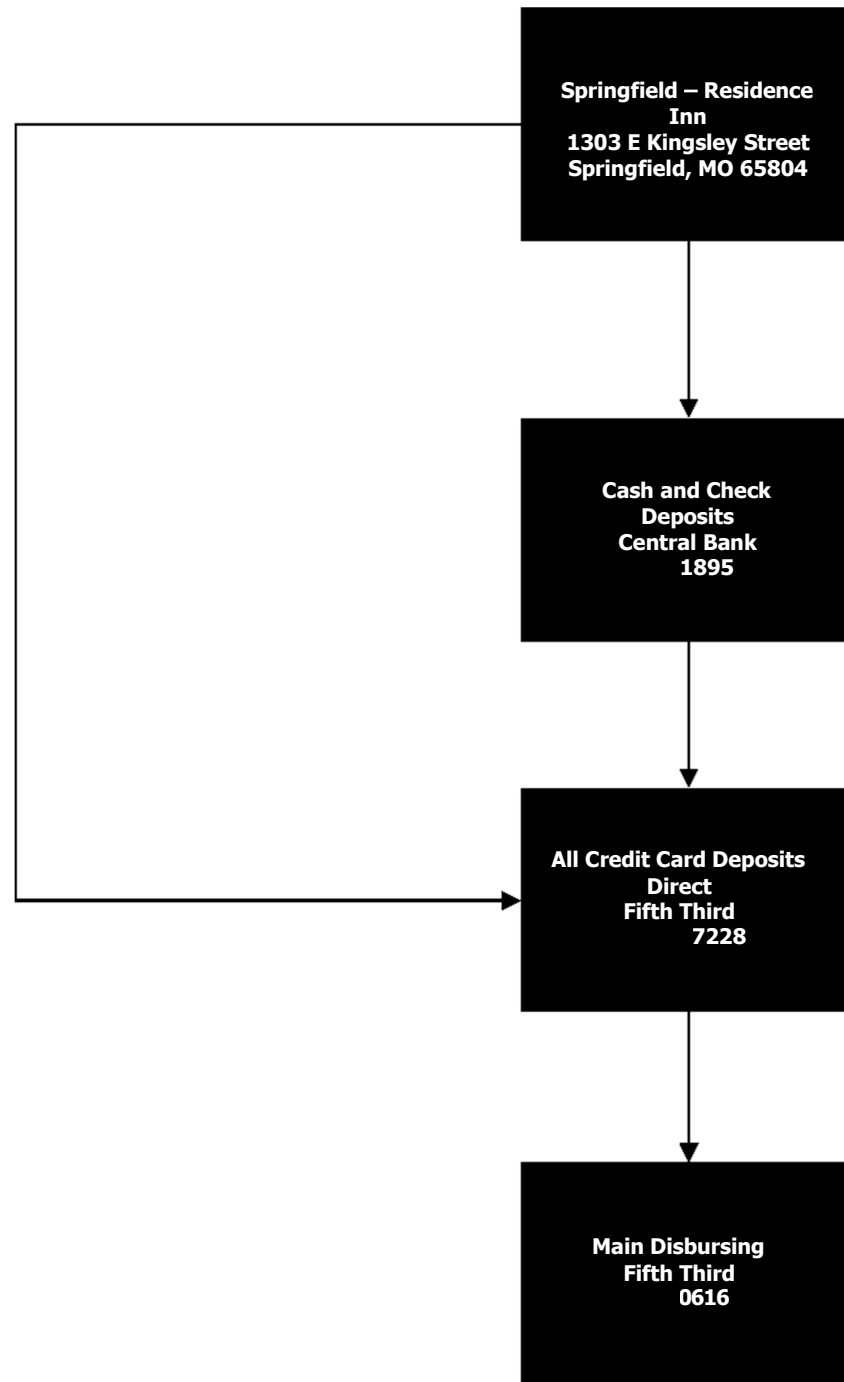 Springfield – Residence
Inn
1303 E Kingsley Street
Springfield, MO 65804
Cash and Check
Deposits
Central Bank
1895
All Credit Card Deposits
Direct
Fifth Third
7228
Main Disbursing
Fifth Third
0616